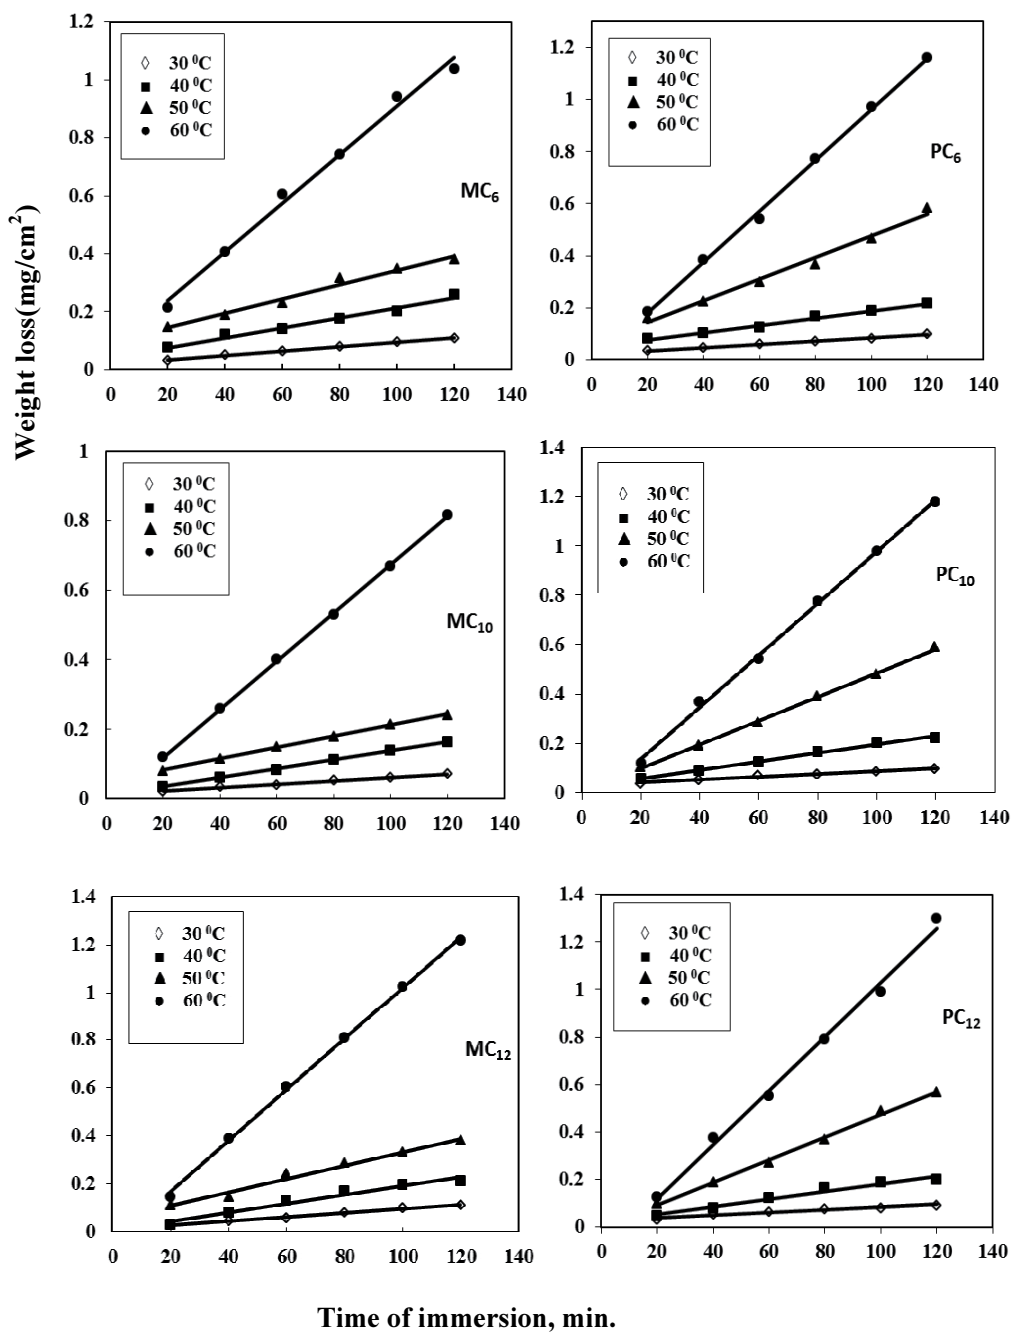 Weight loss(mg/cm²)
1.2
1
0.8
0.6
0.4
0.2
0
0 20 40 60 80 100 120 140
30 ⁰C
40 ⁰C
50 ⁰C
60 ⁰C
MC₆
1.2
1
0.8
0.6
0.4
0.2
0
0 20 40 60 80 100 120 140
30 ⁰C
40 ⁰C
50 ⁰C
60 ⁰C
PC₆
1
0.8
0.6
0.4
0.2
0
0 20 40 60 80 100 120 140
30 ⁰C
40 ⁰C
50 ⁰C
60 ⁰C
MC₁₀
1.4
1.2
1
0.8
0.6
0.4
0.2
0
0 20 40 60 80 100 120 140
30 ⁰C
40 ⁰C
50 ⁰C
60 ⁰C
PC₁₀
1.4
1.2
1
0.8
0.6
0.4
0.2
0
0 20 40 60 80 100 120 140
30 ⁰C
40 ⁰C
50 ⁰C
60 ⁰C
MC₁₂
1.4
1.2
1
0.8
0.6
0.4
0.2
0
0 20 40 60 80 100 120 140
30 ⁰C
40 ⁰C
50 ⁰C
60 ⁰C
PC₁₂
Time of immersion, min.